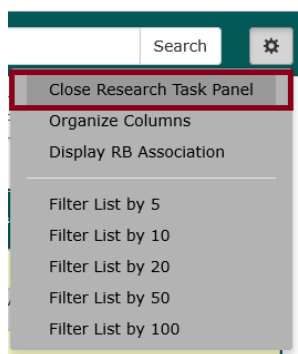 Search
Close Research Task Panel
Organize Columns
Display RB Association
Filter List by 5
Filter List by 10
Filter List by 20
Filter List by 50
Filter List by 100